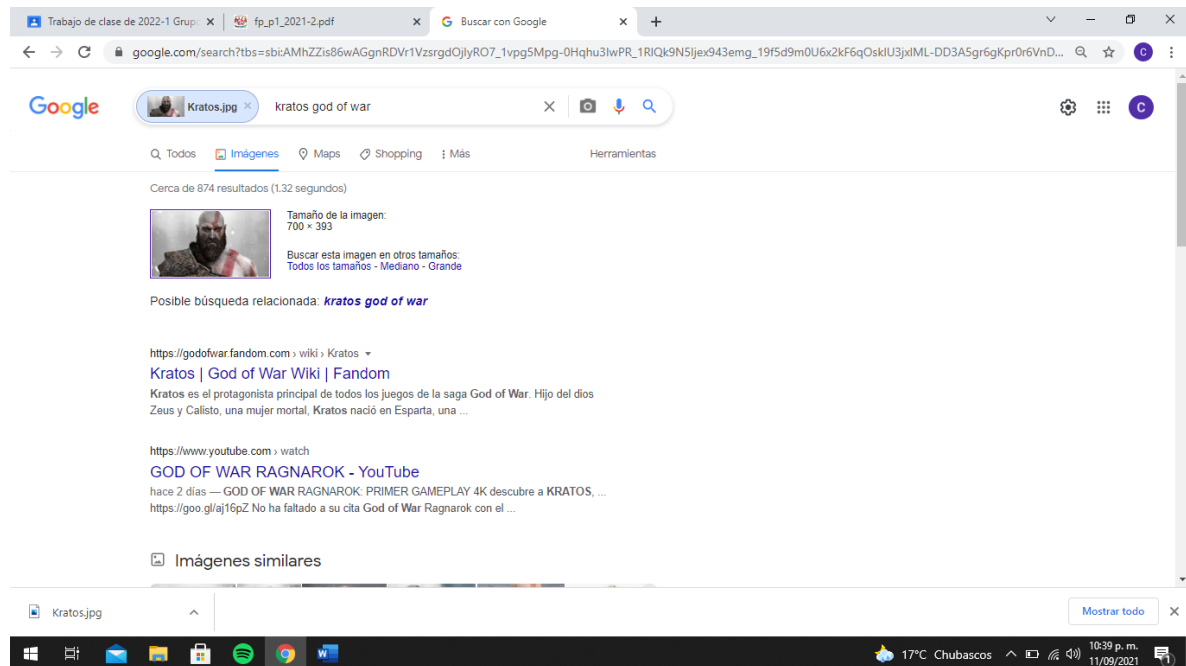 Trabajo de clase de 2022-1 Grupo
fp_p1_2021-2.pdf
Buscar con Google
google.com/search?tbs=sbi:AMhZZis86wAGgnRDVr1VzsrgdOjlyRO7_1vpg5Mpg-0Hqhu3lwPR_1RlQk9N5ljex943emg_19f5d9m0U6x2kF6qOsklU3jxlML-DD3A5gr6gKpr0r6VnD...
C
Google
Kratos.jpg
kratos god of war
C
Todos Imágenes Maps Shopping Más Herramientas
Cerca de 874 resultados (1.32 segundos)
Tamaño de la imagen:
700 × 393
Buscar esta imagen en otros tamaños:
Todos los tamaños - Mediano - Grande
Posible búsqueda relacionada: kratos god of war
https://godofwar.fandom.com › wiki › Kratos
Kratos | God of War Wiki | Fandom
Kratos es el protagonista principal de todos los juegos de la saga God of War. Hijo del dios
Zeus y Calisto, una mujer mortal, Kratos nació en Esparta, una ...
https://www.youtube.com › watch
GOD OF WAR RAGNAROK - YouTube
hace 2 días — GOD OF WAR RAGNAROK: PRIMER GAMEPLAY 4K descubre a KRATOS, ...
https://goo.gl/aj16pZ No ha faltado a su cita God of War Ragnarok con el ...
Imágenes similares
Kratos.jpg
Mostrar todo
17°C Chubascos
10:39 p. m.
11/09/2021
1